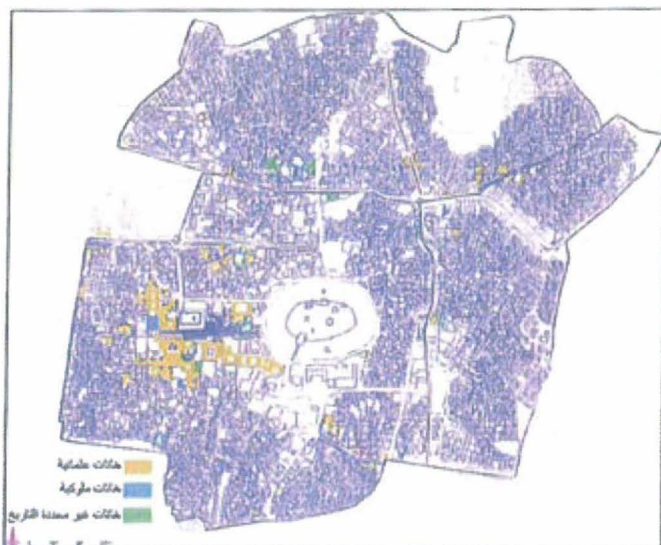 خانات عثمانية
خانات مملوكية
خانات غير محددة التاريخ